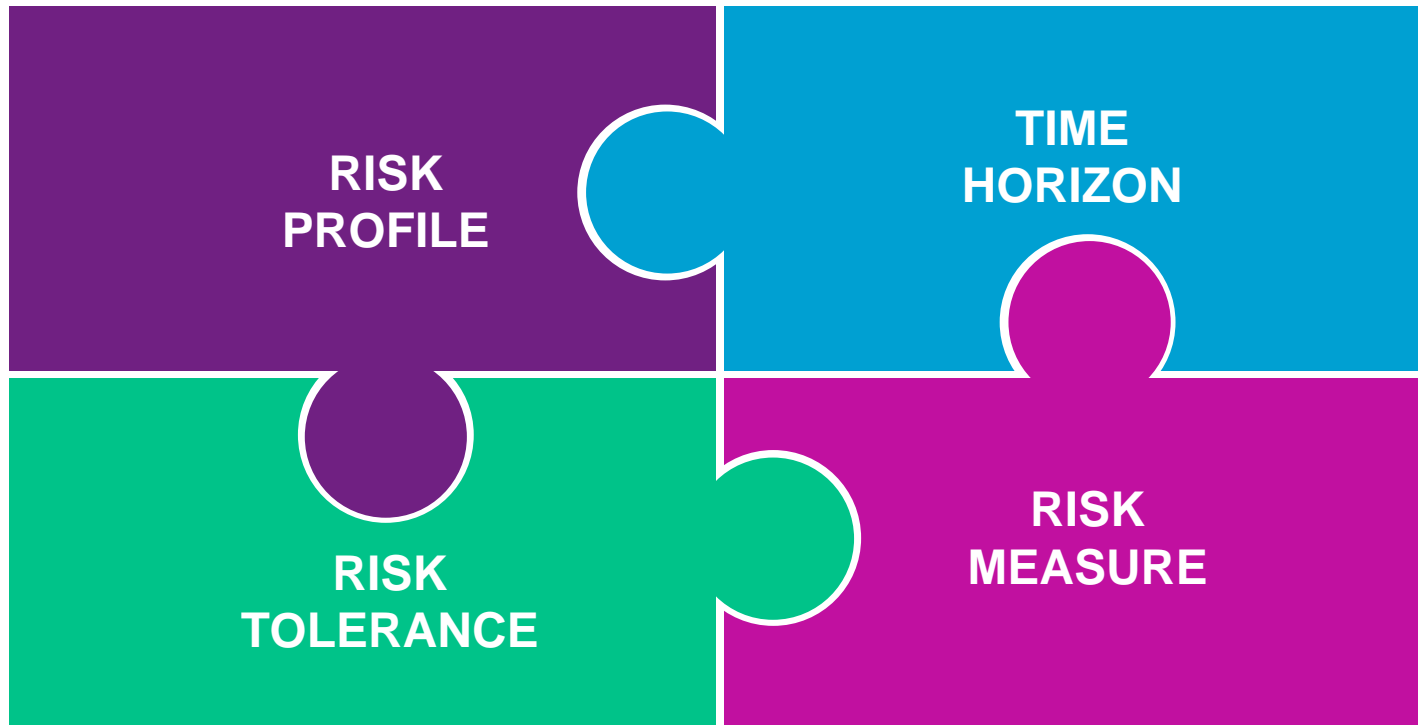 RISK
PROFILE
TIME
HORIZON
RISK
TOLERANCE
RISK
MEASURE